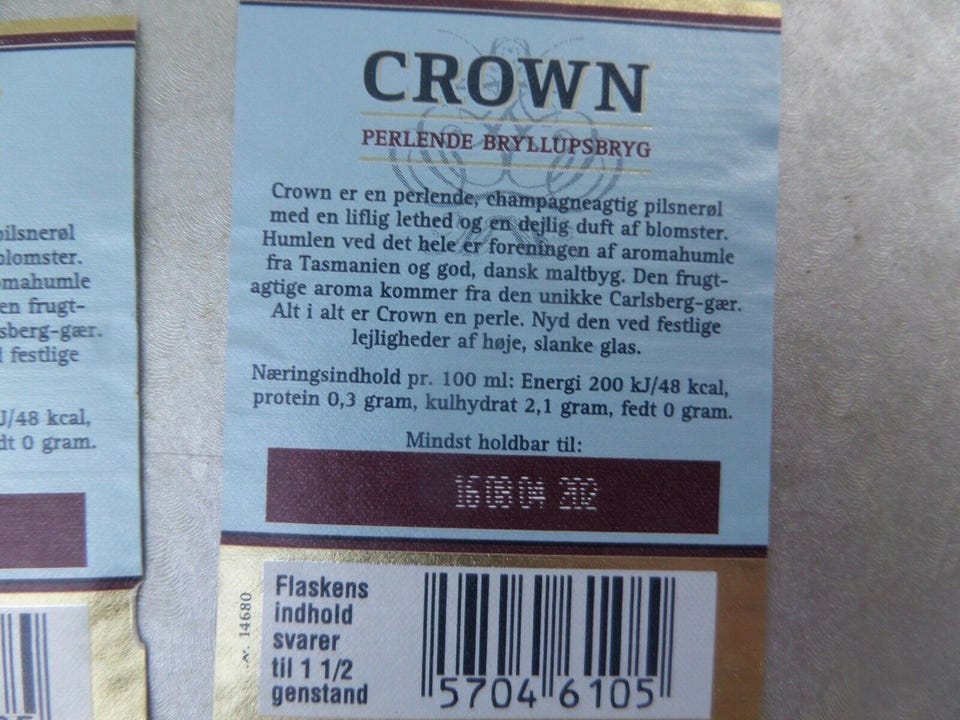 CROWN
PERLENDE BRYLLUPSBRYG
Crown er en perlende, champagneagtig pilsnerøl
med en liflig lethed og en dejlig duft af blomster.
Humlen ved det hele er foreningen af aromahumle
fra Tasmanien og god, dansk maltbyg. Den frugt-
agtige aroma kommer fra den unikke Carlsberg-gær.
Alt i alt er Crown en perle. Nyd den ved festlige
lejligheder af høje, slanke glas.
Næringsindhold pr. 100 ml: Energi 200 kJ/48 kcal,
protein 0,3 gram, kulhydrat 2,1 gram, fedt 0 gram.
Mindst holdbar til:
16 08 04 202
Flaskens
indhold
svarer
til 1 1/2
genstand
14680
5704 6105
pilsnerøl
blomster.
omahumle
en frugt-
sberg-gær.
festlige
J/48 kcal,
dt 0 gram.